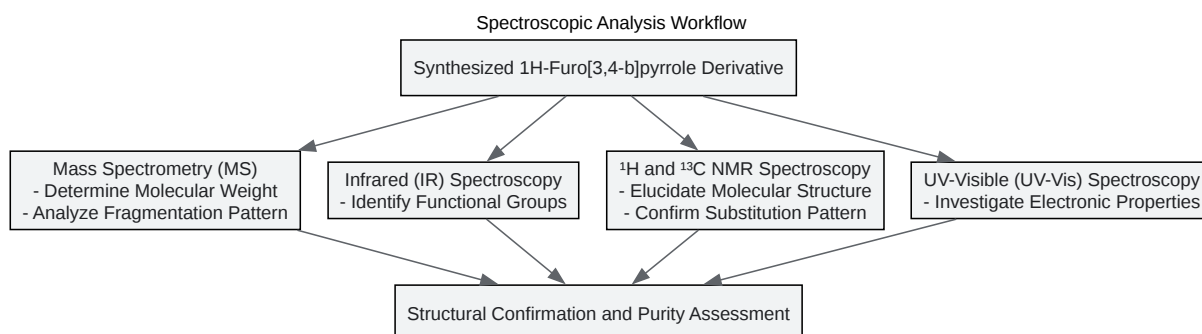 Spectroscopic Analysis Workflow
Synthesized 1H-Furo[3,4-b]pyrrole Derivative
Mass Spectrometry (MS)
- Determine Molecular Weight
- Analyze Fragmentation Pattern
Infrared (IR) Spectroscopy
- Identify Functional Groups
¹H and ¹³C NMR Spectroscopy
- Elucidate Molecular Structure
- Confirm Substitution Pattern
UV-Visible (UV-Vis) Spectroscopy
- Investigate Electronic Properties
Structural Confirmation and Purity Assessment